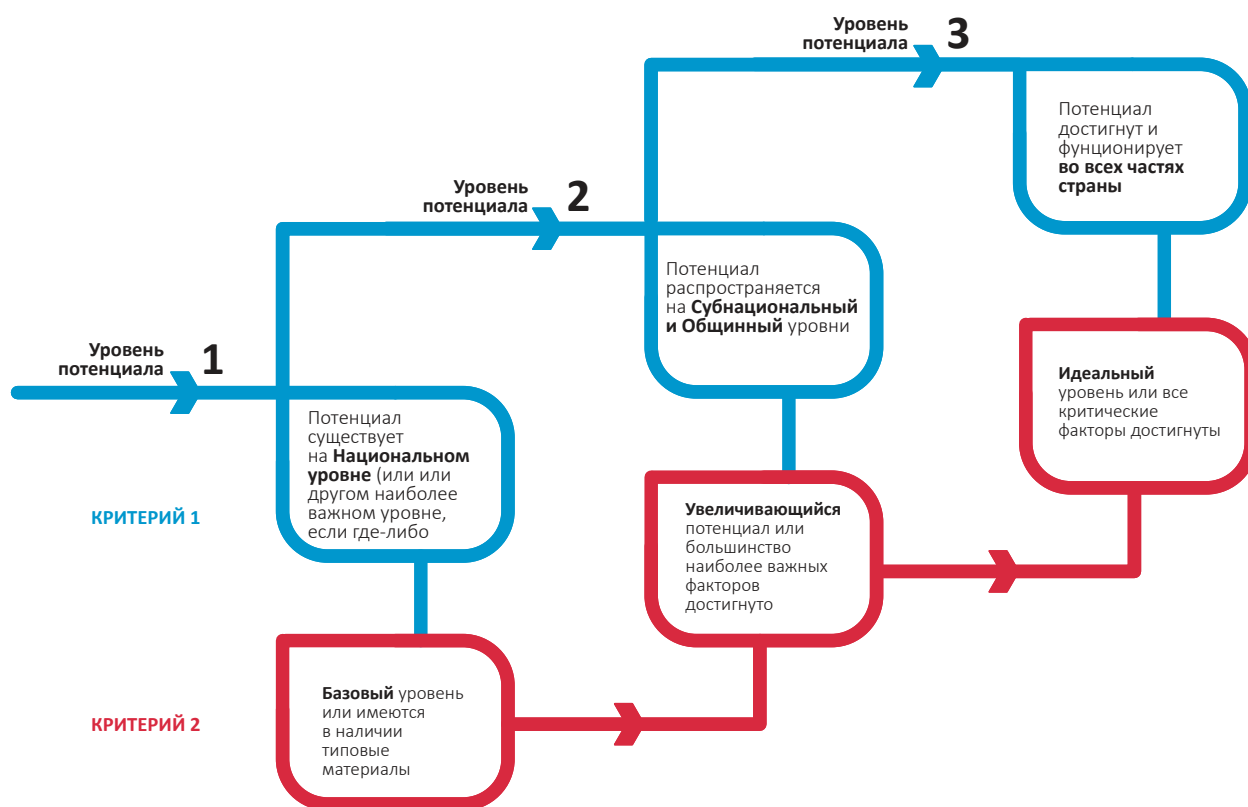 Уровень
потенциала 3
Потенциал
достигнут и
фунционирует
во всех частях
страны
Уровень
потенциала 2
Потенциал
распространяется
на Субнациональный
и Общинный уровни
Уровень
потенциала 1
Идеальный
уровень или все
критические
факторы достигнуты
Потенциал
существует
на Национальном
уровне (или или
другом наиболее
важном уровне,
если где-либо
КРИТЕРИЙ 1
Увеличивающийся
потенциал или
большинство
наиболее важных
факторов
достигнуто
КРИТЕРИЙ 2
Базовый уровень
или имеются
в наличии
типовые
материалы